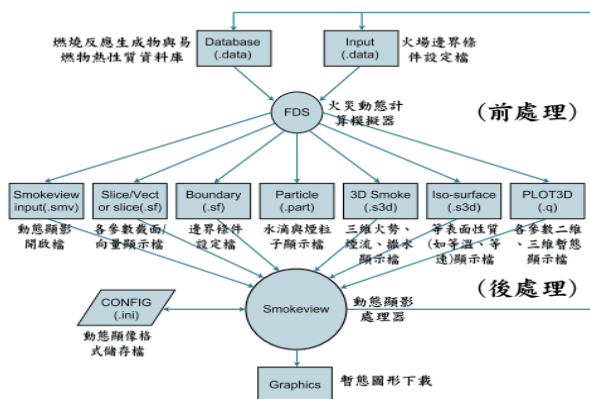 燃燒反應生成物與易
燃物熱性質資料庫
Database
(.data)
Input
(.data)
火場邊界條
件設定檔
FDS
火災動態計
算模擬器
(前處理)
Smokeview
input(.smv)
Slice/Vect
or slice(.sf)
Boundary
(.sf)
Particle
(.part)
3D Smoke
(.s3d)
Iso-surface
(.s3d)
PLOT3D
(.q)
動態顯影
開啟檔
各參數截面/
向量顯示檔
邊界條件
設定檔
水滴與煙粒
子顯示檔
三維火勢、
煙流、撒水
顯示檔
等表面性質
(如等溫、等
速)顯示檔
各參數二維
、三維暫態
顯示檔
(後處理)
CONFIG
(.ini)
動態顯像格
式儲存檔
Smokeview
動態顯影
處理器
Graphics
暫態圖形下載